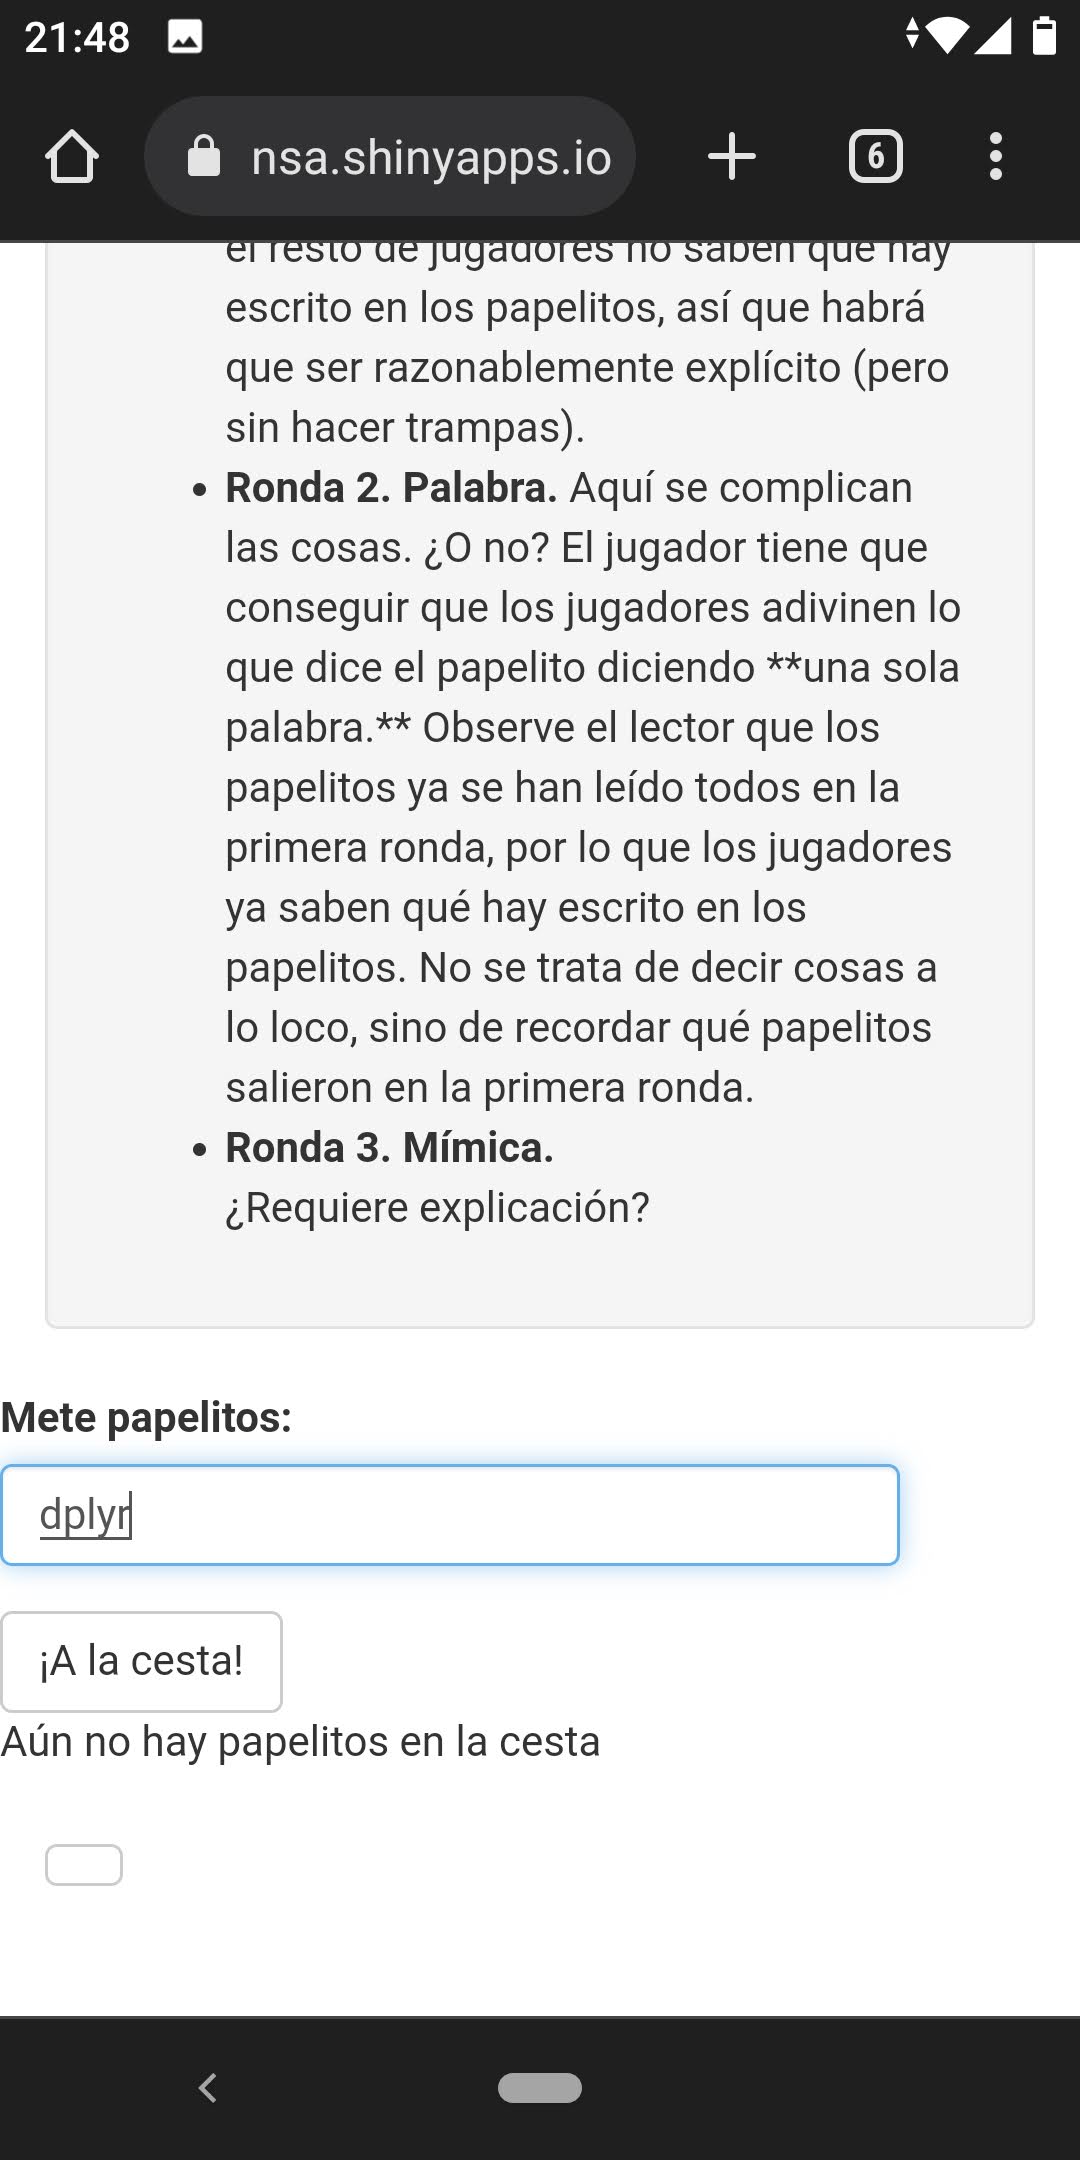 21:48
nsa.shinyapps.io
6
el resto de jugadores no saben qué hay
escrito en los papelitos, así que habrá
que ser razonablemente explícito (pero
sin hacer trampas).
• Ronda 2. Palabra. Aquí se complican
las cosas. ¿O no? El jugador tiene que
conseguir que los jugadores adivinen lo
que dice el papelito diciendo **una sola
palabra.** Observe el lector que los
papelitos ya se han leído todos en la
primera ronda, por lo que los jugadores
ya saben qué hay escrito en los
papelitos. No se trata de decir cosas a
lo loco, sino de recordar qué papelitos
salieron en la primera ronda.
• Ronda 3. Mímica.
¿Requiere explicación?
Mete papelitos:
dplyr
¡A la cesta!
Aún no hay papelitos en la cesta